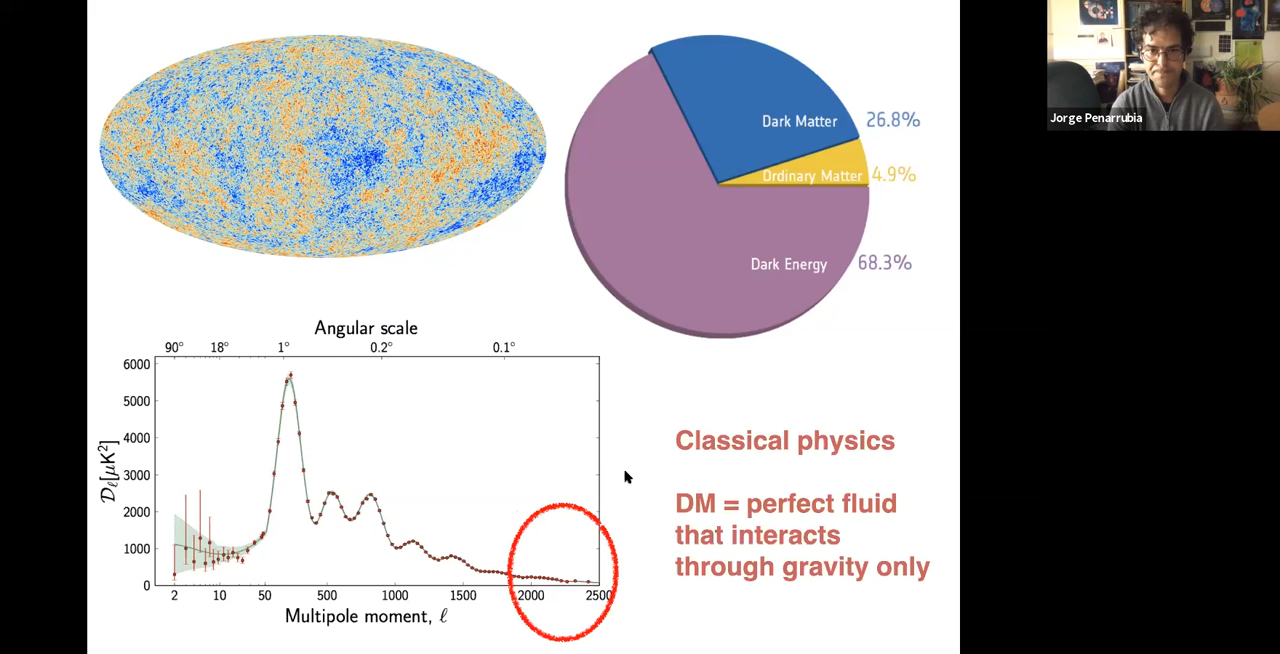 Dark Matter 26.8%
Ordinary Matter 4.9%
Dark Energy 68.3%
Jorge Penarrubia
Angular scale
90° 18° 1° 0.2° 0.1°
6000
5000
4000
3000
2000
1000
0
𝒟ℓ[μK²]
2 10 50 500 1000 1500 2000 2500
Multipole moment, ℓ
Classical physics
DM = perfect fluid
that interacts
through gravity only